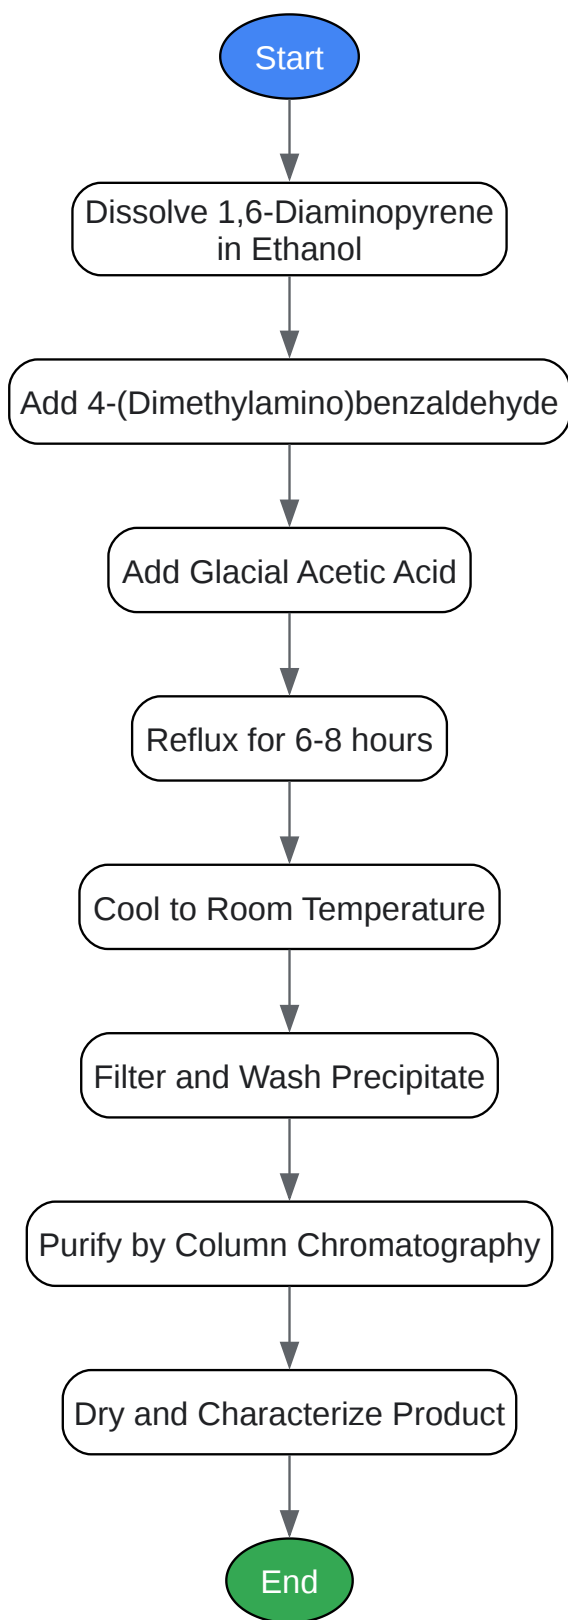 Start
Dissolve 1,6-Diaminopyrene
in Ethanol
Add 4-(Dimethylamino)benzaldehyde
Add Glacial Acetic Acid
Reflux for 6-8 hours
Cool to Room Temperature
Filter and Wash Precipitate
Purify by Column Chromatography
Dry and Characterize Product
End